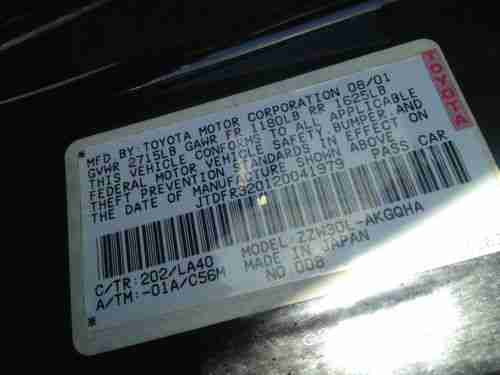 MFD BY: TOYOTA MOTOR CORPORATION 08/01
GVWR 2715LB GAWR FR 1180LB RR 1625LB
THIS VEHICLE CONFORMS TO ALL APPLICABLE
FEDERAL MOTOR VEHICLE SAFETY, BUMPER, AND
THEFT PREVENTION STANDARDS IN EFFECT ON
THE DATE OF MANUFACTURE SHOWN ABOVE.
JTDFR320120041979 PASS CAR
C/TR: 202/LA40 MODEL: ZZW30L-AKGQHA
A/TM: -01A/C56M MADE IN JAPAN
NO 008
TOYOTA